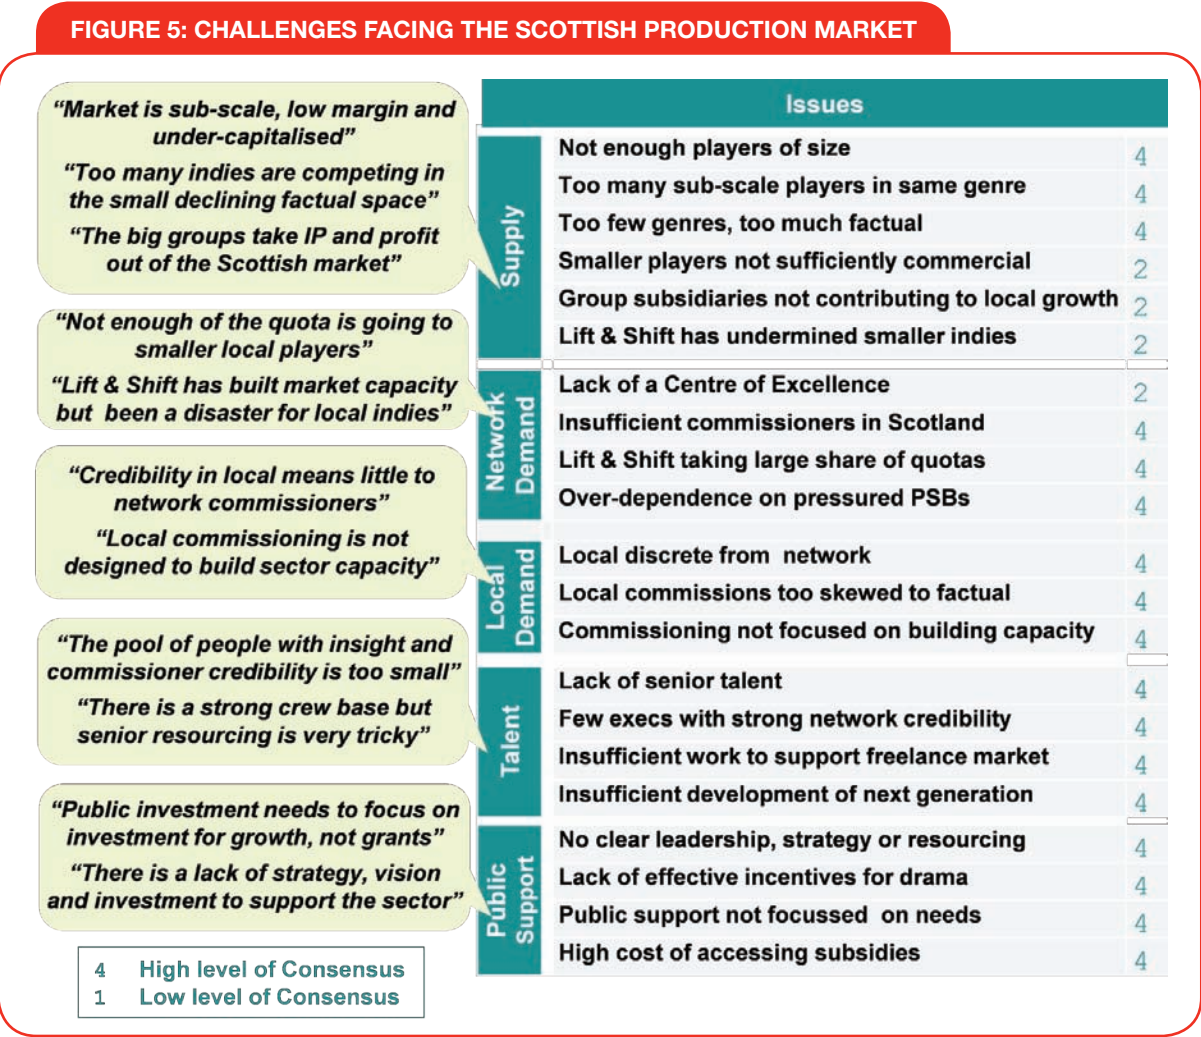 FIGURE 5: CHALLENGES FACING THE SCOTTISH PRODUCTION MARKET
“Market is sub-scale, low margin and
under-capitalised”
“Too many indies are competing in
the small declining factual space”
“The big groups take IP and profit
out of the Scottish market”
“Not enough of the quota is going to
smaller local players”
“Lift & Shift has built market capacity
but been a disaster for local indies”
“Credibility in local means little to
network commissioners”
“Local commissioning is not
designed to build sector capacity”
“The pool of people with insight and
commissioner credibility is too small”
“There is a strong crew base but
senior resourcing is very tricky”
“Public investment needs to focus on
investment for growth, not grants”
“There is a lack of strategy, vision
and investment to support the sector”
4 High level of Consensus
1 Low level of Consensus
Issues
Supply
Not enough players of size 4
Too many sub-scale players in same genre 4
Too few genres, too much factual 4
Smaller players not sufficiently commercial 2
Group subsidiaries not contributing to local growth 2
Lift & Shift has undermined smaller indies 2
Network
Demand
Lack of a Centre of Excellence 2
Insufficient commissioners in Scotland 4
Lift & Shift taking large share of quotas 4
Over-dependence on pressured PSBs 4
Local
Demand
Local discrete from network 4
Local commissions too skewed to factual 4
Commissioning not focused on building capacity 4
Talent
Lack of senior talent 4
Few execs with strong network credibility 4
Insufficient work to support freelance market 4
Insufficient development of next generation 4
Public
Support
No clear leadership, strategy or resourcing 4
Lack of effective incentives for drama 4
Public support not focussed on needs 4
High cost of accessing subsidies 4